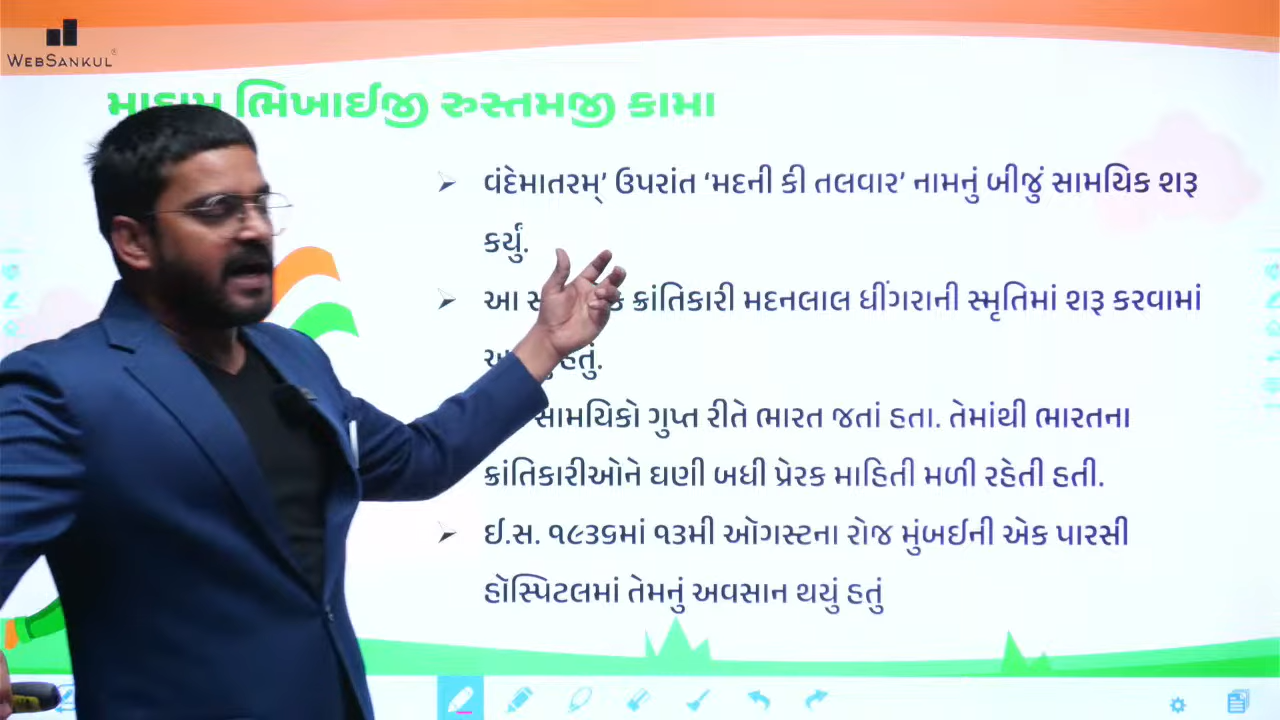 WEBSANKUL
ભિખાઈજી રુસ્તમજી કામા
વંદેમાતરમ્’ ઉપરાંત ‘મદની કી તલવાર’ નામનું બીજું સામયિક શરૂ
કર્યું.
આ ક્રાંતિકારી મદનલાલ ધીંગરાની સ્મૃતિમાં શરૂ કરવામાં
હતું.
સામયિકો ગુપ્ત રીતે ભારત જતાં હતા. તેમાંથી ભારતના
ક્રાંતિકારીઓને ઘણી બધી પ્રેરક માહિતી મળી રહેતી હતી.
ઈ.સ. ૧૯૩૬માં ૧૩મી ઑગસ્ટના રોજ મુંબઈની એક પારસી
હૉસ્પિટલમાં તેમનું અવસાન થયું હતું